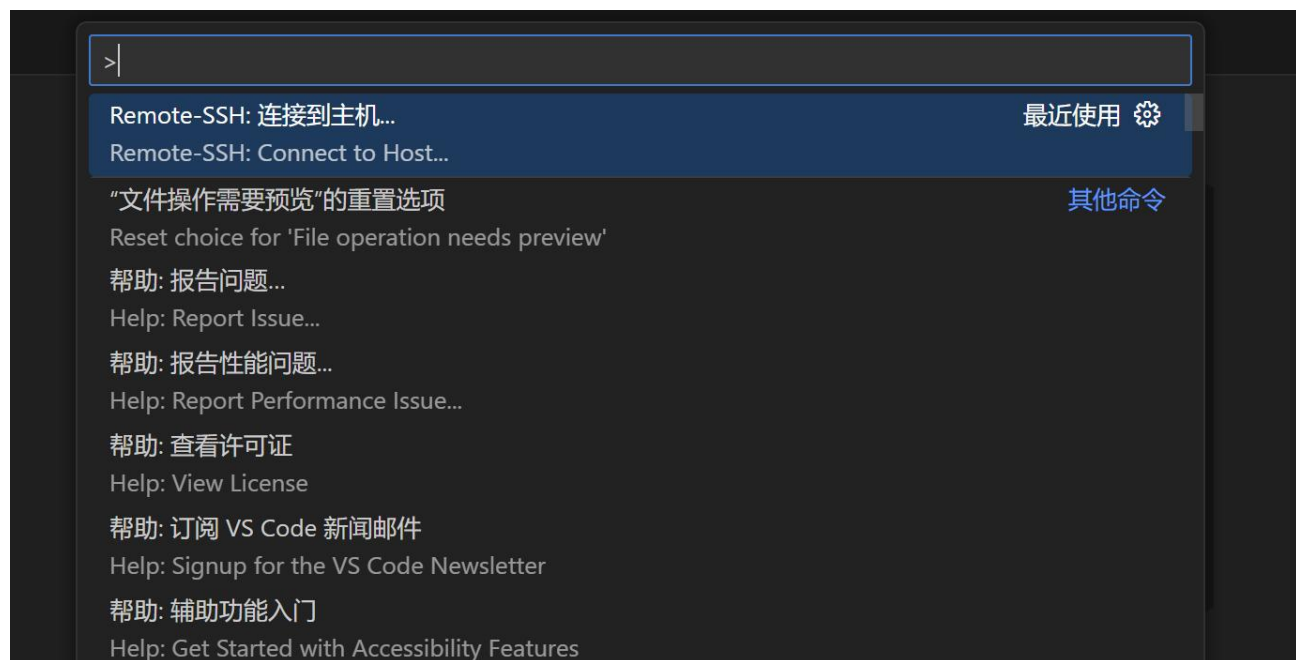 >
Remote-SSH: 连接到主机...
最近使用
Remote-SSH: Connect to Host...
“文件操作需要预览”的重置选项
其他命令
Reset choice for 'File operation needs preview'
帮助: 报告问题...
Help: Report Issue...
帮助: 报告性能问题...
Help: Report Performance Issue...
帮助: 查看许可证
Help: View License
帮助: 订阅 VS Code 新闻邮件
Help: Signup for the VS Code Newsletter
帮助: 辅助功能入门
Help: Get Started with Accessibility Features